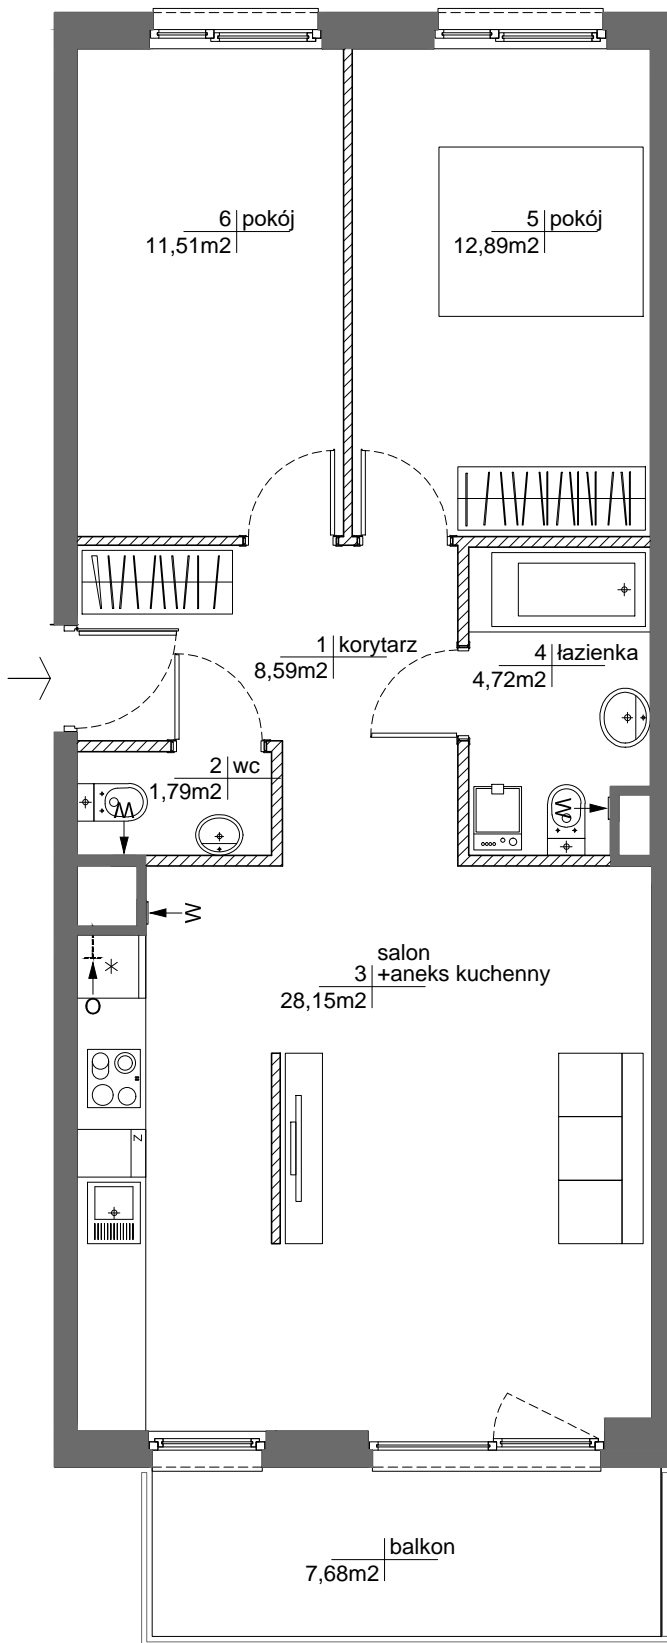 6 pokój
11,51m2
5 pokój
12,89m2
1 korytarz
8,59m2
4 łazienka
4,72m2
2 wc
1,79m2
W
W
W
salon
3 +aneks kuchenny
28,15m2
O
Z
balkon
7,68m2